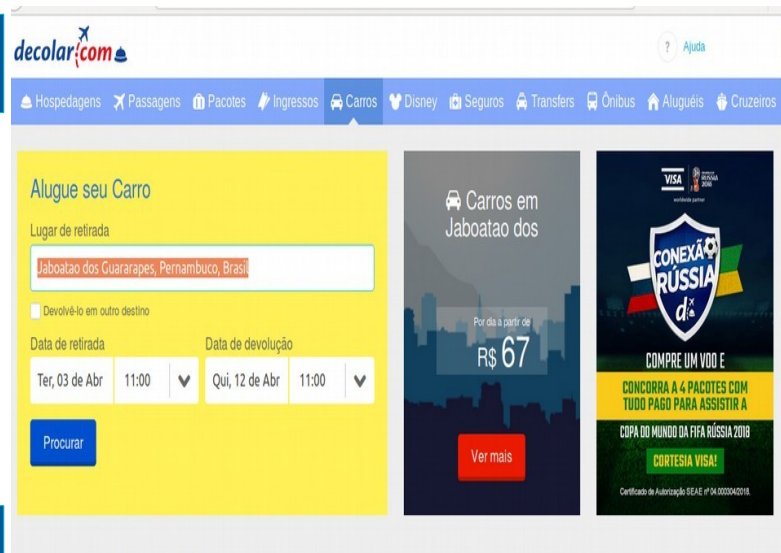 decolar.com
? Ajuda
Hospedagens Passagens Pacotes Ingressos Carros Disney Seguros Transfers Ônibus Aluguéis Cruzeiros
Alugue seu Carro
Lugar de retirada
Jaboatao dos Guararapes, Pernambuco, Brasil
Devolvê-lo em outro destino
Data de retirada
Data de devolução
Ter, 03 de Abr 11:00
Qui, 12 de Abr 11:00
Procurar
Carros em
Jaboatao dos
Por dia a partir de
R$ 67
Ver mais
VISA
worldwide partner
RUSSIA
2018
CONEXÃO
RÚSSIA
d
COMPRE UM VOO E
CONCORRA A 4 PACOTES COM
TUDO PAGO PARA ASSISTIR A
COPA DO MUNDO DA FIFA RÚSSIA 2018
CORTESIA VISA!
Certificado de Autorização SEAE nº 04.000304/2018.